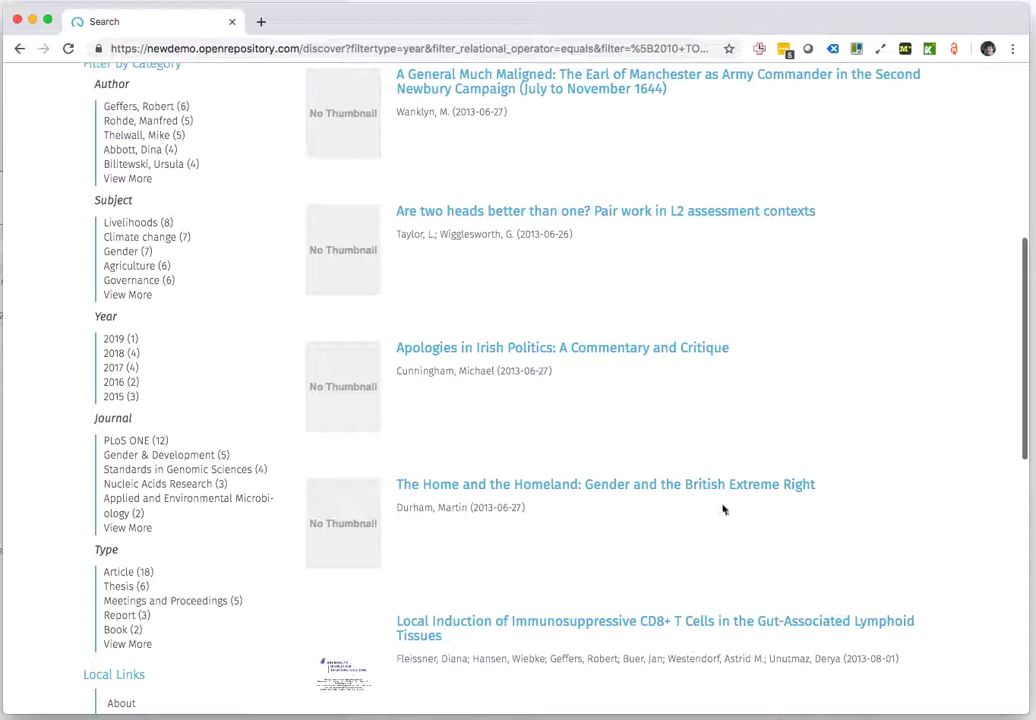 Search
https://newdemo.openrepository.com/discover?filtertype=year&filter_relational_operator=equals&filter=%5B2010+TO...
5
Filter by Category
Author
Geffers, Robert (6)
Rohde, Manfred (5)
Thelwall, Mike (5)
Abbott, Dina (4)
Bilitewski, Ursula (4)
View More
Subject
Livelihoods (8)
Climate change (7)
Gender (7)
Agriculture (6)
Governance (6)
View More
Year
2019 (1)
2018 (4)
2017 (4)
2016 (2)
2015 (3)
Journal
PLoS ONE (12)
Gender & Development (5)
Standards in Genomic Sciences (4)
Nucleic Acids Research (3)
Applied and Environmental Microbi-
ology (2)
View More
Type
Article (18)
Thesis (6)
Meetings and Proceedings (5)
Report (3)
Book (2)
View More
Local Links
About
No Thumbnail
A General Much Maligned: The Earl of Manchester as Army Commander in the Second
Newbury Campaign (July to November 1644)
Wanklyn, M. (2013-06-27)
No Thumbnail
Are two heads better than one? Pair work in L2 assessment contexts
Taylor, L.; Wigglesworth, G. (2013-06-26)
No Thumbnail
Apologies in Irish Politics: A Commentary and Critique
Cunningham, Michael (2013-06-27)
No Thumbnail
The Home and the Homeland: Gender and the British Extreme Right
Durham, Martin (2013-06-27)
Local Induction of Immunosuppressive CD8+ T Cells in the Gut-Associated Lymphoid
Tissues
Fleissner, Diana; Hansen, Wiebke; Geffers, Robert; Buer, Jan; Westendorf, Astrid M.; Unutmaz, Derya (2013-08-01)